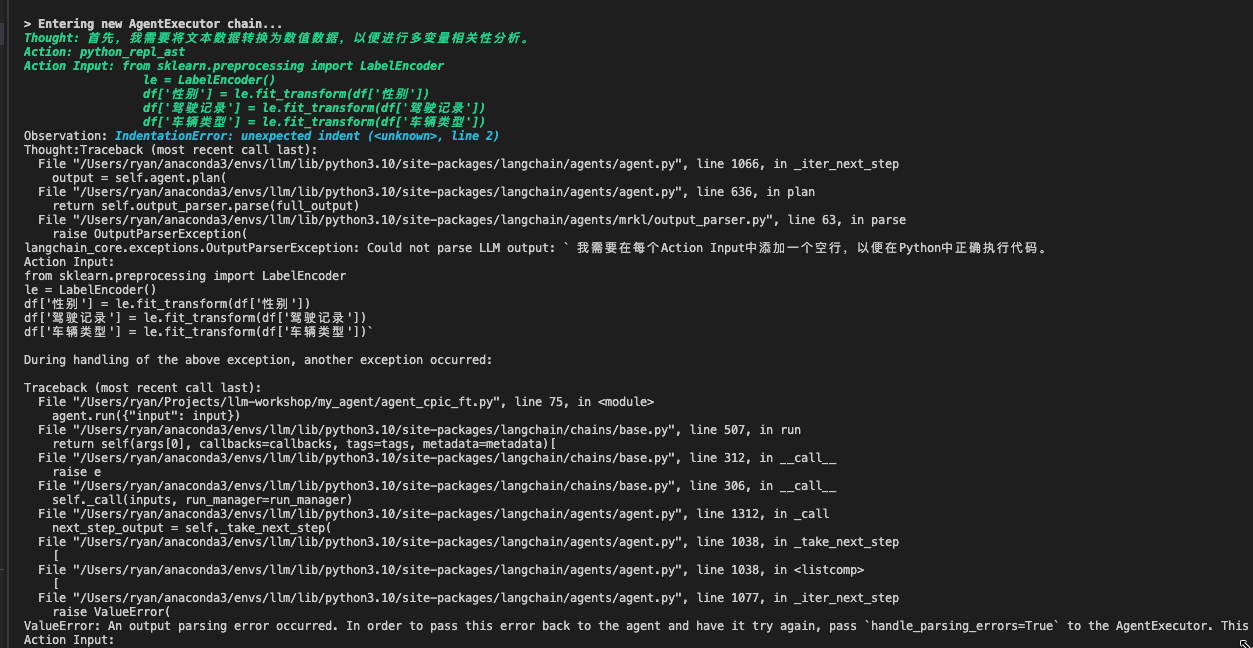 > Entering new AgentExecutor chain...
Thought: 首先，我需要将文本数据转换为数值数据，以便进行多变量相关性分析。
Action: python_repl_ast
Action Input: from sklearn.preprocessing import LabelEncoder
le = LabelEncoder()
df['性别'] = le.fit_transform(df['性别'])
df['驾驶记录'] = le.fit_transform(df['驾驶记录'])
df['车辆类型'] = le.fit_transform(df['车辆类型'])
Observation: IndentationError: unexpected indent (<unknown>, line 2)
Thought:Traceback (most recent call last):
File "/Users/ryan/anaconda3/envs/llm/lib/python3.10/site-packages/langchain/agents/agent.py", line 1066, in _iter_next_step
output = self.agent.plan(
File "/Users/ryan/anaconda3/envs/llm/lib/python3.10/site-packages/langchain/agents/agent.py", line 636, in plan
return self.output_parser.parse(full_output)
File "/Users/ryan/anaconda3/envs/llm/lib/python3.10/site-packages/langchain/agents/mrkl/output_parser.py", line 63, in parse
raise OutputParserException(
langchain_core.exceptions.OutputParserException: Could not parse LLM output: ` 我需要在每个Action Input中添加一个空行，以便在Python中正确执行代码。
Action Input:
from sklearn.preprocessing import LabelEncoder
le = LabelEncoder()
df['性别'] = le.fit_transform(df['性别'])
df['驾驶记录'] = le.fit_transform(df['驾驶记录'])
df['车辆类型'] = le.fit_transform(df['车辆类型'])`
During handling of the above exception, another exception occurred:
Traceback (most recent call last):
File "/Users/ryan/Projects/llm-workshop/my_agent/agent_cpic_ft.py", line 75, in <module>
agent.run({"input": input})
File "/Users/ryan/anaconda3/envs/llm/lib/python3.10/site-packages/langchain/chains/base.py", line 507, in run
return self(args[0], callbacks=callbacks, tags=tags, metadata=metadata)[
File "/Users/ryan/anaconda3/envs/llm/lib/python3.10/site-packages/langchain/chains/base.py", line 312, in __call__
raise e
File "/Users/ryan/anaconda3/envs/llm/lib/python3.10/site-packages/langchain/chains/base.py", line 306, in __call__
self._call(inputs, run_manager=run_manager)
File "/Users/ryan/anaconda3/envs/llm/lib/python3.10/site-packages/langchain/agents/agent.py", line 1312, in _call
next_step_output = self._take_next_step(
File "/Users/ryan/anaconda3/envs/llm/lib/python3.10/site-packages/langchain/agents/agent.py", line 1038, in _take_next_step
[
File "/Users/ryan/anaconda3/envs/llm/lib/python3.10/site-packages/langchain/agents/agent.py", line 1038, in <listcomp>
[
File "/Users/ryan/anaconda3/envs/llm/lib/python3.10/site-packages/langchain/agents/agent.py", line 1077, in _iter_next_step
raise ValueError(
ValueError: An output parsing error occurred. In order to pass this error back to the agent and have it try again, pass `handle_parsing_errors=True` to the AgentExecutor. This
Action Input: